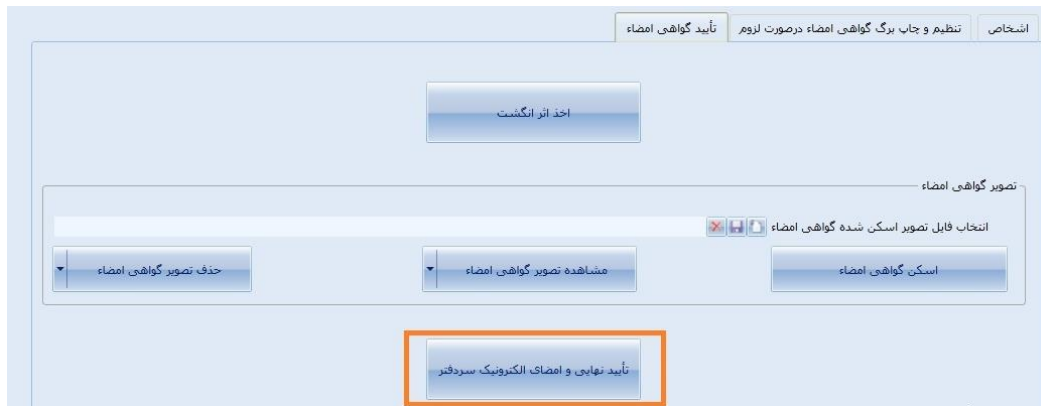 اشخاص تنظیم و چاپ برگ گواهی امضاء درصورت لزوم تأیید گواهی امضاء
اخذ اثر انگشت
تصویر گواهی امضاء
انتخاب فایل تصویر اسکن شده گواهی امضاء
اسکن گواهی امضاء مشاهده تصویر گواهی امضاء حذف تصویر گواهی امضاء
تأیید نهایی و امضای الکترونیک سردفتر